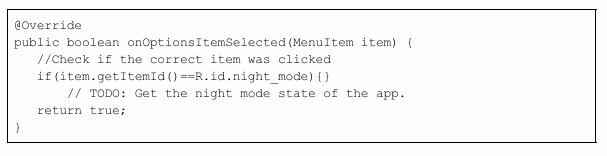 @Override
public boolean onOptionsItemSelected(MenuItem item) {
    //Check if the correct item was clicked
    if(item.getItemId()==R.id.night_mode){}
        // TODO: Get the night mode state of the app.
    return true;
}